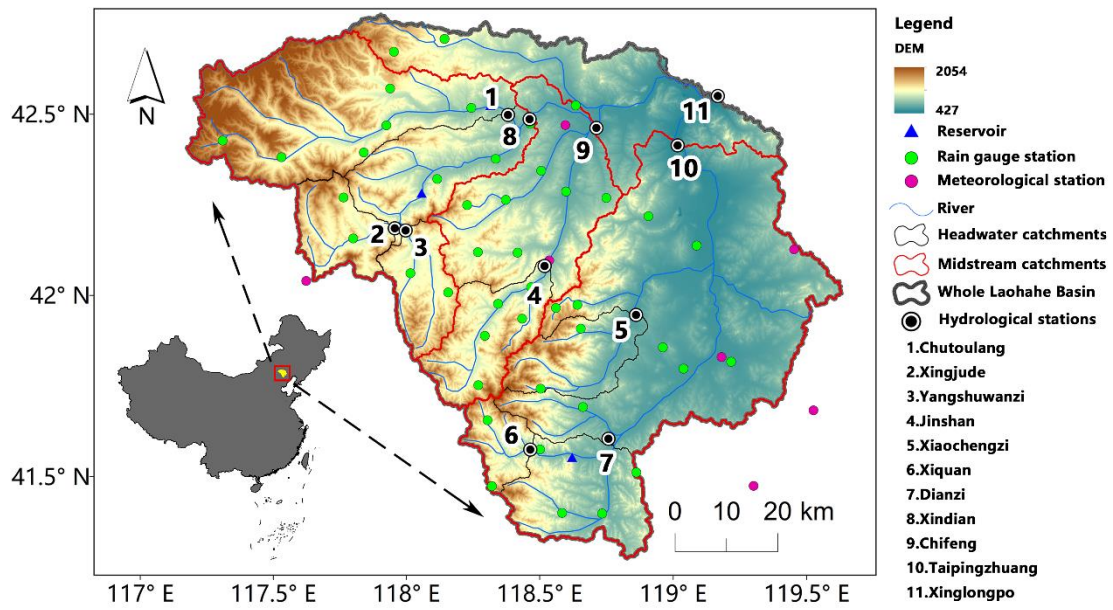 Legend
DEM
2054
427
Reservoir
Rain gauge station
Meteorological station
River
Headwater catchments
Midstream catchments
Whole Laohahe Basin
Hydrological stations
1.Chutoulang
2.Xingjude
3.Yangshuwanzi
4.Jinshan
5.Xiaochengzi
6.Xiquan
7.Dianzi
8.Xindian
9.Chifeng
10.Taipingzhuang
11.Xinglongpo
N
42.5° N
42° N
41.5° N
1
8
9
11
10
2
3
4
5
6
7
0 10 20 km
117° E 117.5° E 118° E 118.5° E 119° E 119.5° E